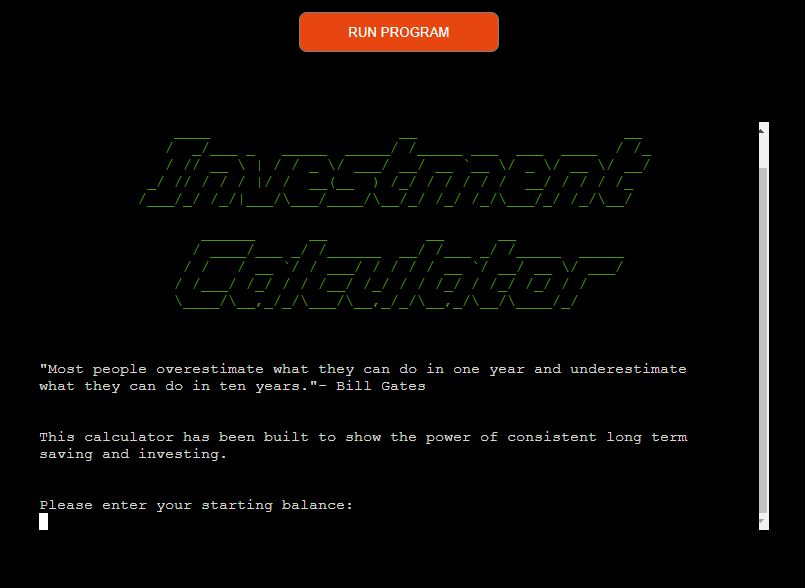 RUN PROGRAM
Investment
Calculator
"Most people overestimate what they can do in one year and underestimate
what they can do in ten years."- Bill Gates
This calculator has been built to show the power of consistent long term
saving and investing.
Please enter your starting balance: